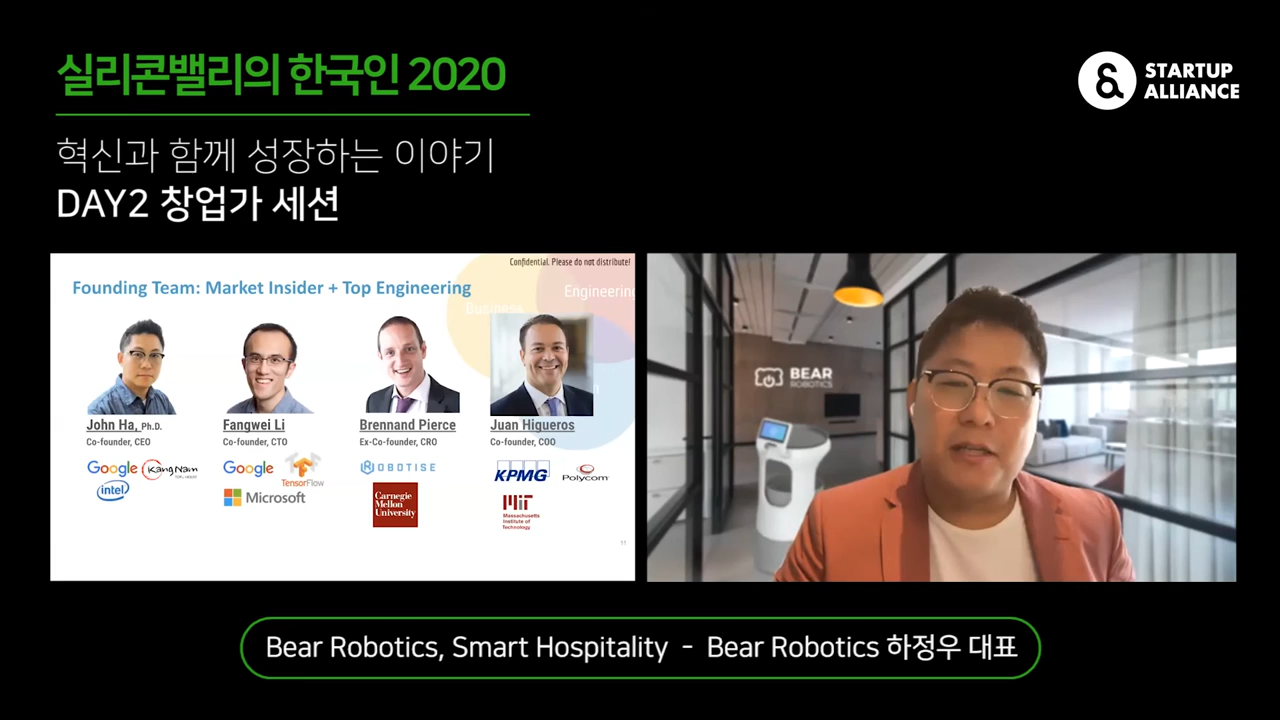 실리콘밸리의 한국인 2020
STARTUP
ALLIANCE
혁신과 함께 성장하는 이야기
DAY2 창업가 세션
Confidential. Please do not distribute!
Founding Team: Market Insider + Top Engineering
Engineering
Business
John Ha, Ph.D.
Co-founder, CEO
Google
KangNam
intel
Fangwei Li
Co-founder, CTO
Google
TensorFlow
Microsoft
Brennand Pierce
Ex-Co-founder, CRO
ROBOTISE
Carnegie
Mellon
University
Juan Higueros
Co-founder, COO
KPMG
Polycom
MIT
Massachusetts
Institute of
Technology
11
BEAR
ROBOTICS
Bear Robotics, Smart Hospitality - Bear Robotics 하정우 대표